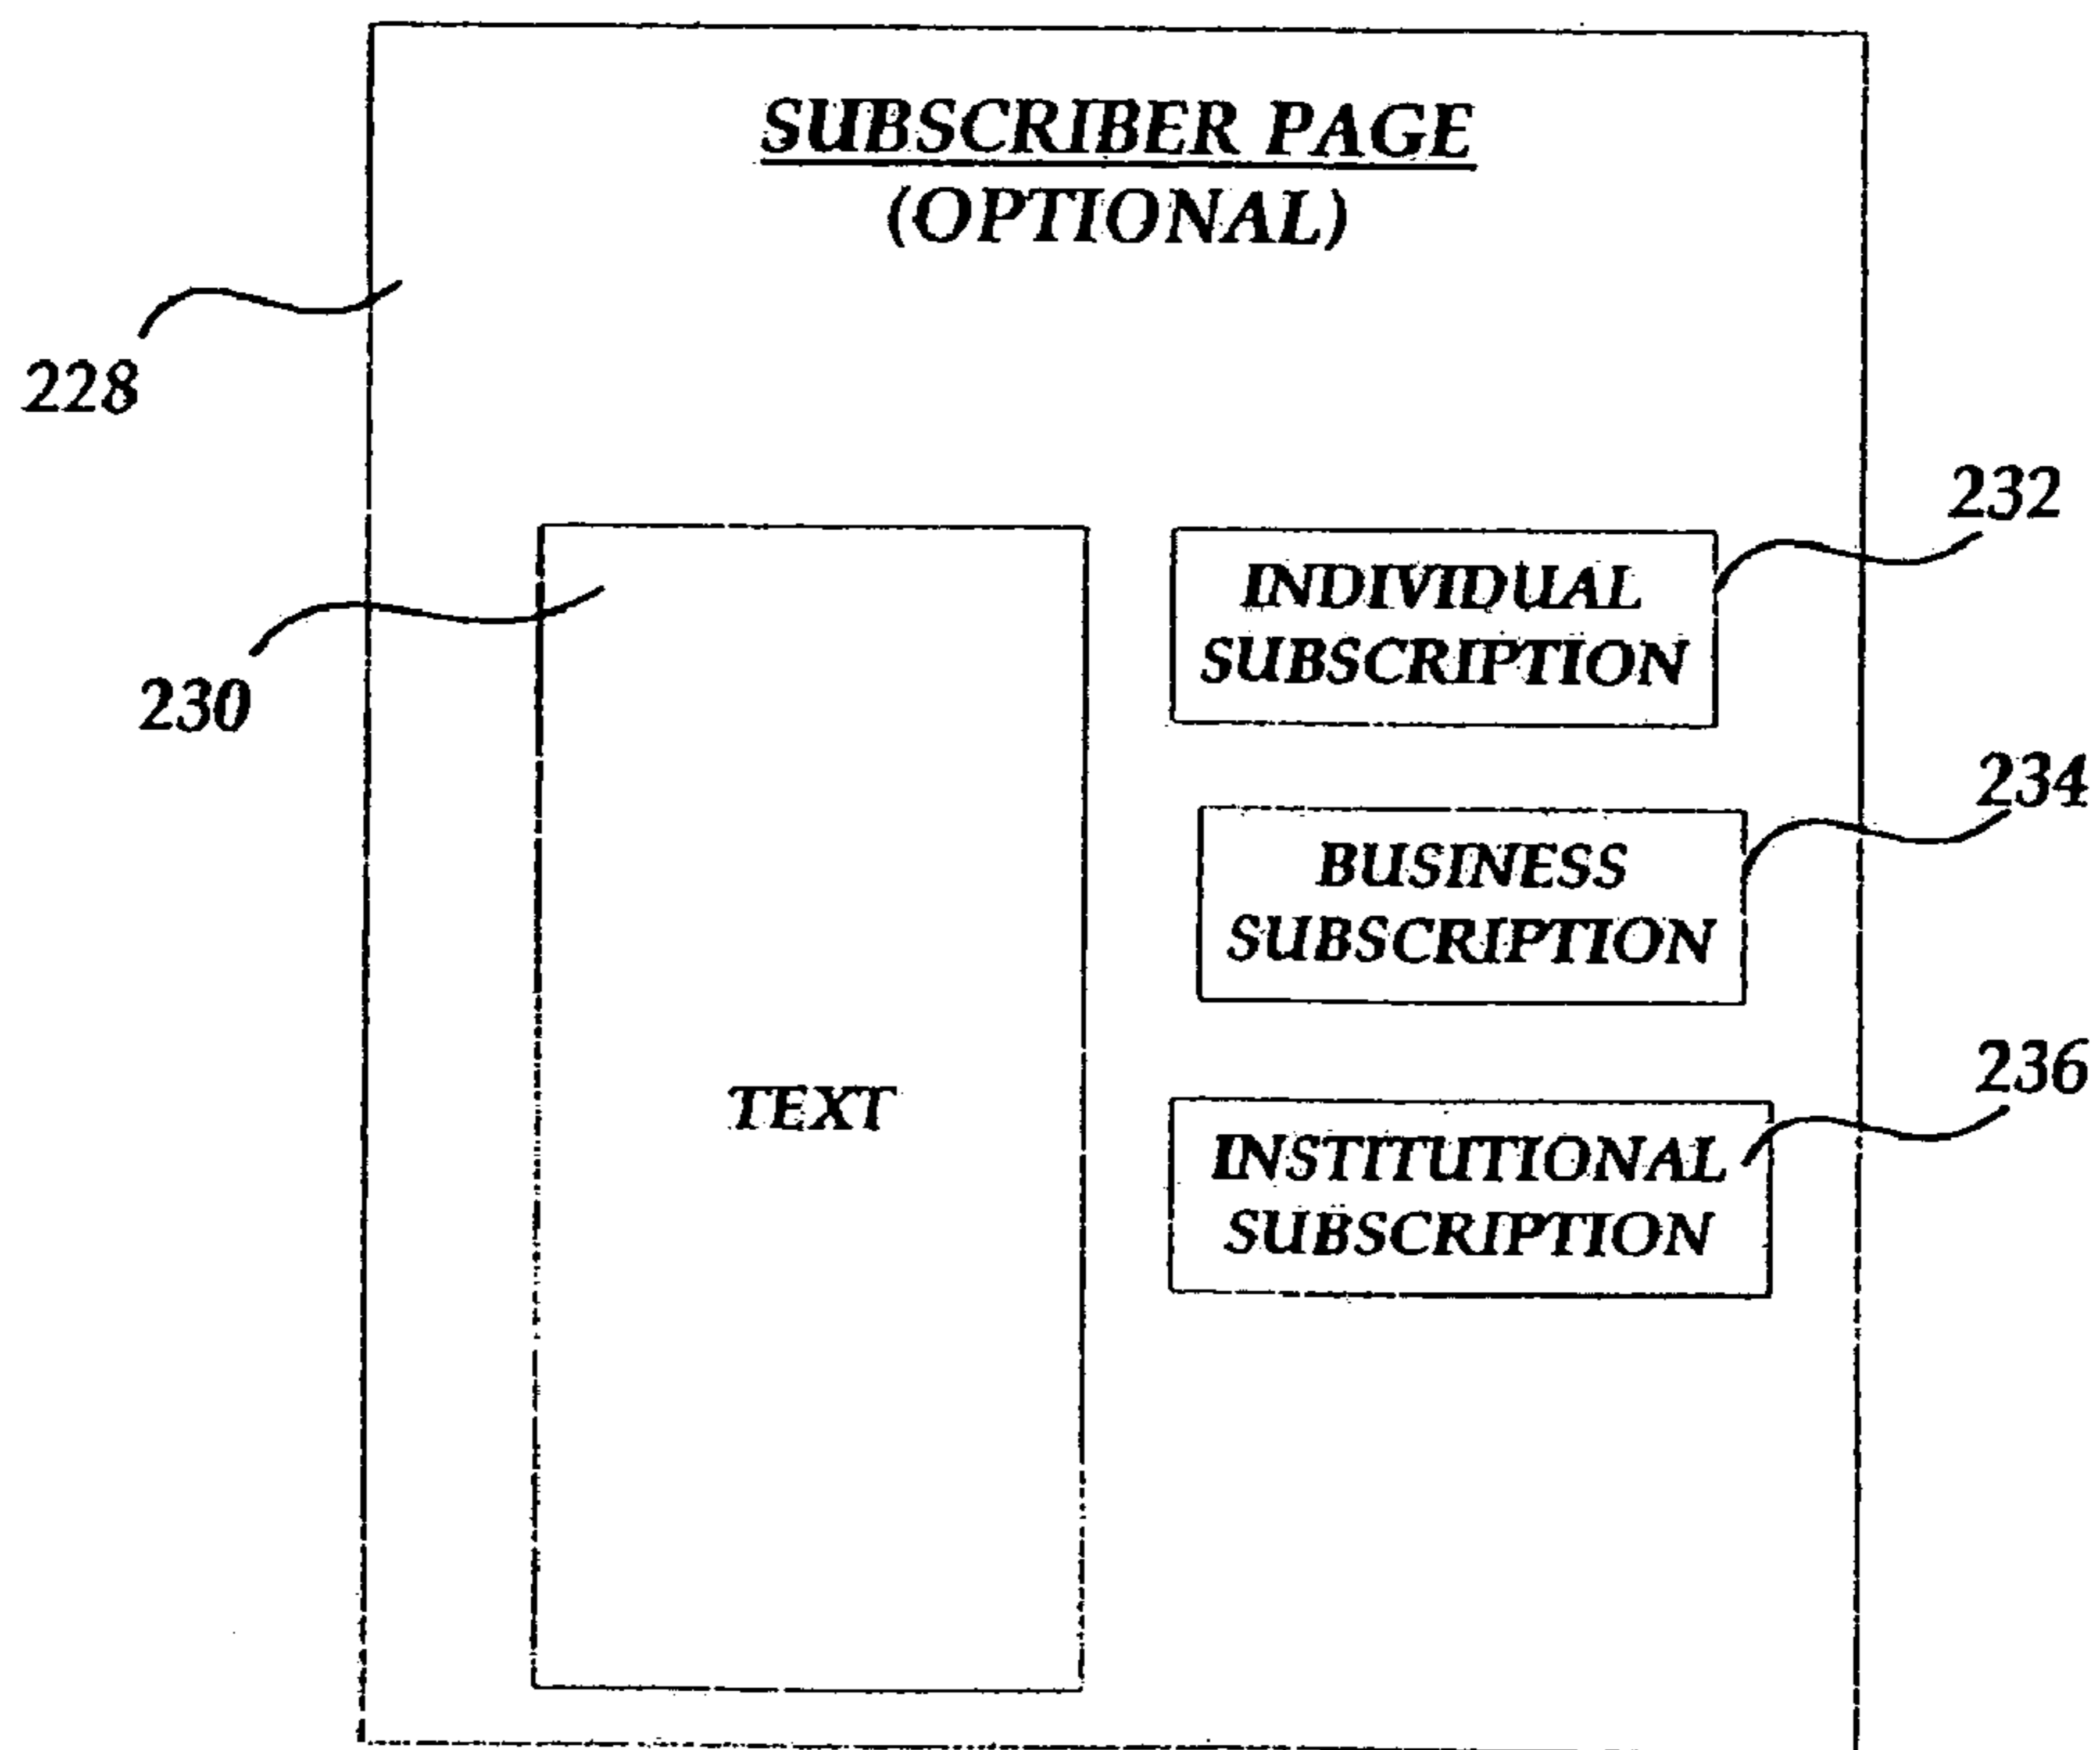 SUBSCRIBER PAGE
(OPTIONAL)
228
232
INDIVIDUAL
SUBSCRIPTION
230
234
BUSINESS
SUBSCRIPTION
236
TEXT
INSTITUTIONAL
SUBSCRIPTION